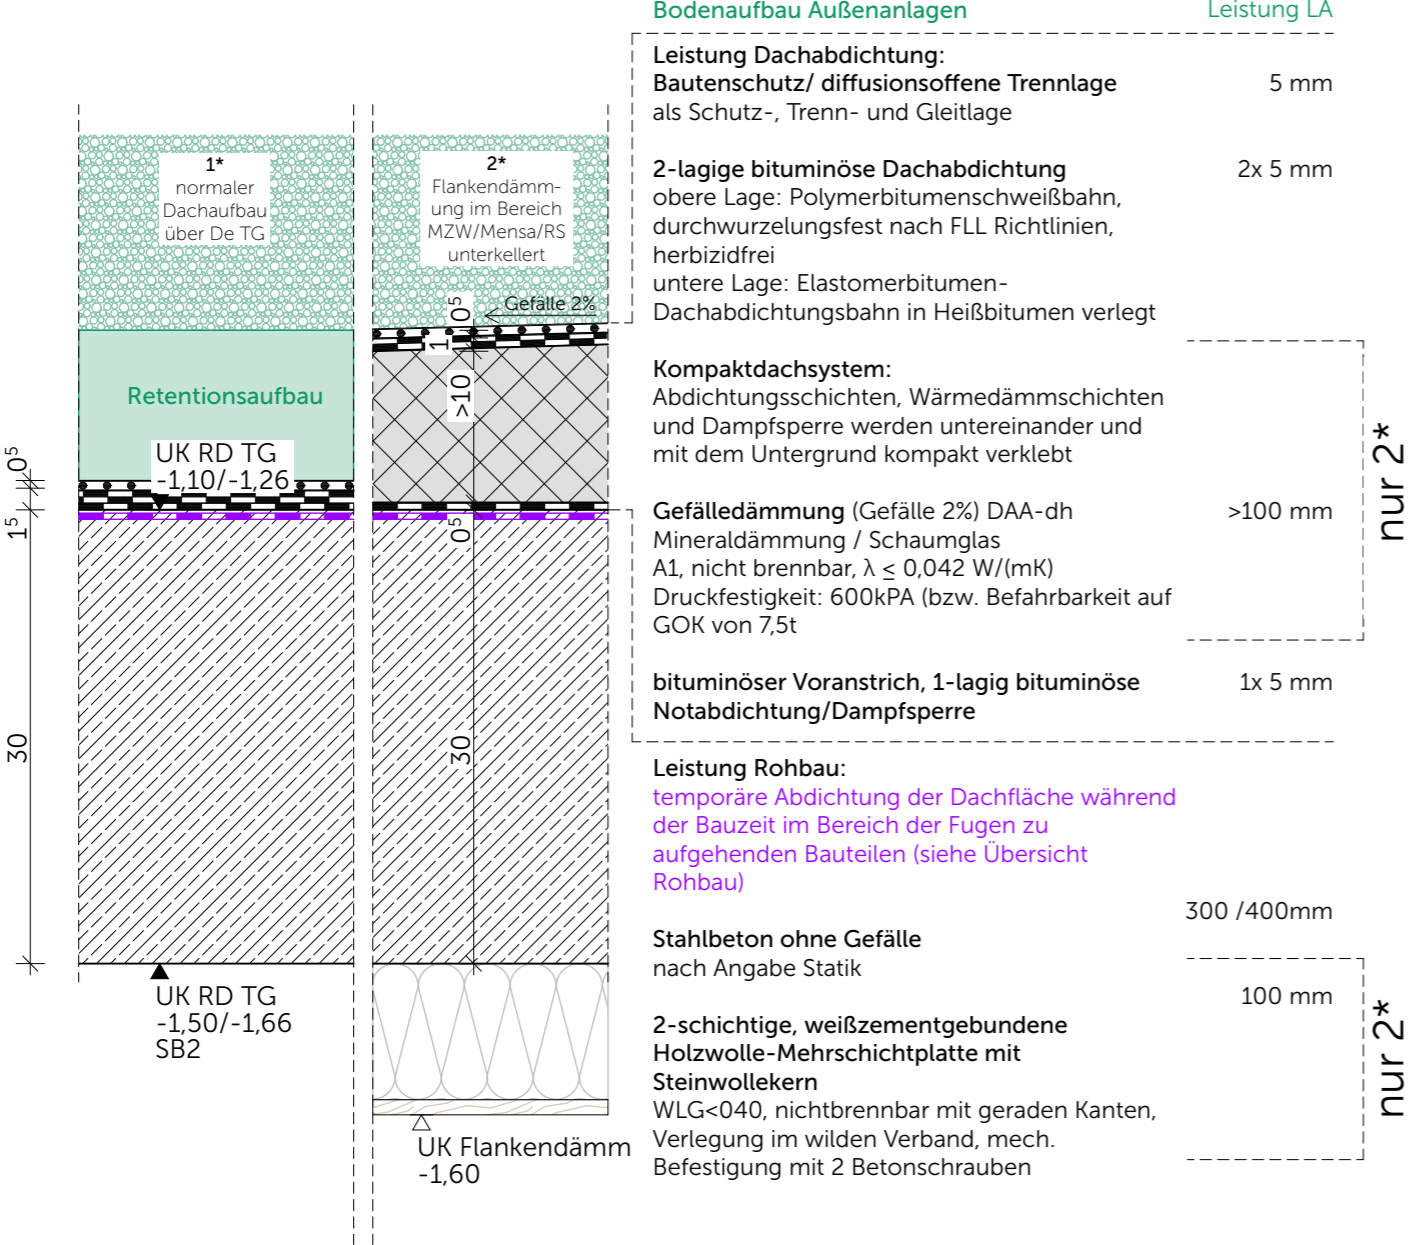 Bodenaufbau Außenanlagen
Leistung LA
Leistung Dachabdichtung:
Bautenschutz/ diffusionsoffene Trennlage
5 mm
als Schutz-, Trenn- und Gleitlage
2-lagige bituminöse Dachabdichtung
2x 5 mm
obere Lage: Polymerbitumenschweißbahn,
durchwurzelungsfest nach FLL Richtlinien,
herbizidfrei
untere Lage: Elastomerbitumen-
Dachabdichtungsbahn in Heißbitumen verlegt
Kompaktdachsystem:
Abdichtungsschichten, Wärmedämmschichten
und Dampfsperre werden untereinander und
mit dem Untergrund kompakt verklebt
Gefälledämmung (Gefälle 2%) DAA-dh
>100 mm
Mineraldämmung / Schaumglas
A1, nicht brennbar, λ ≤ 0,042 W/(mK)
Druckfestigkeit: 600kPA (bzw. Befahrbarkeit auf
GOK von 7,5t
nur 2*
bituminöser Voranstrich, 1-lagig bituminöse
1x 5 mm
Notabdichtung/Dampfsperre
Leistung Rohbau:
temporäre Abdichtung der Dachfläche während
der Bauzeit im Bereich der Fugen zu
aufgehenden Bauteilen (siehe Übersicht
Rohbau)
300 /400mm
Stahlbeton ohne Gefälle
nach Angabe Statik
100 mm
2-schichtige, weißzementgebundene
Holzwolle-Mehrschichtplatte mit
Steinwollekern
WLG<040, nichtbrennbar mit geraden Kanten,
Verlegung im wilden Verband, mech.
Befestigung mit 2 Betonschrauben
nur 2*
1*
normaler
Dachaufbau
über De TG
2*
Flankendämm-
ung im Bereich
MZW/Mensa/RS
unterkellert
Gefälle 2%
0⁵
1
>10
0⁵
30
Retentionsaufbau
UK RD TG
-1,10/-1,26
0⁵
1⁵
30
UK RD TG
-1,50/-1,66
SB2
UK Flankendämm
-1,60